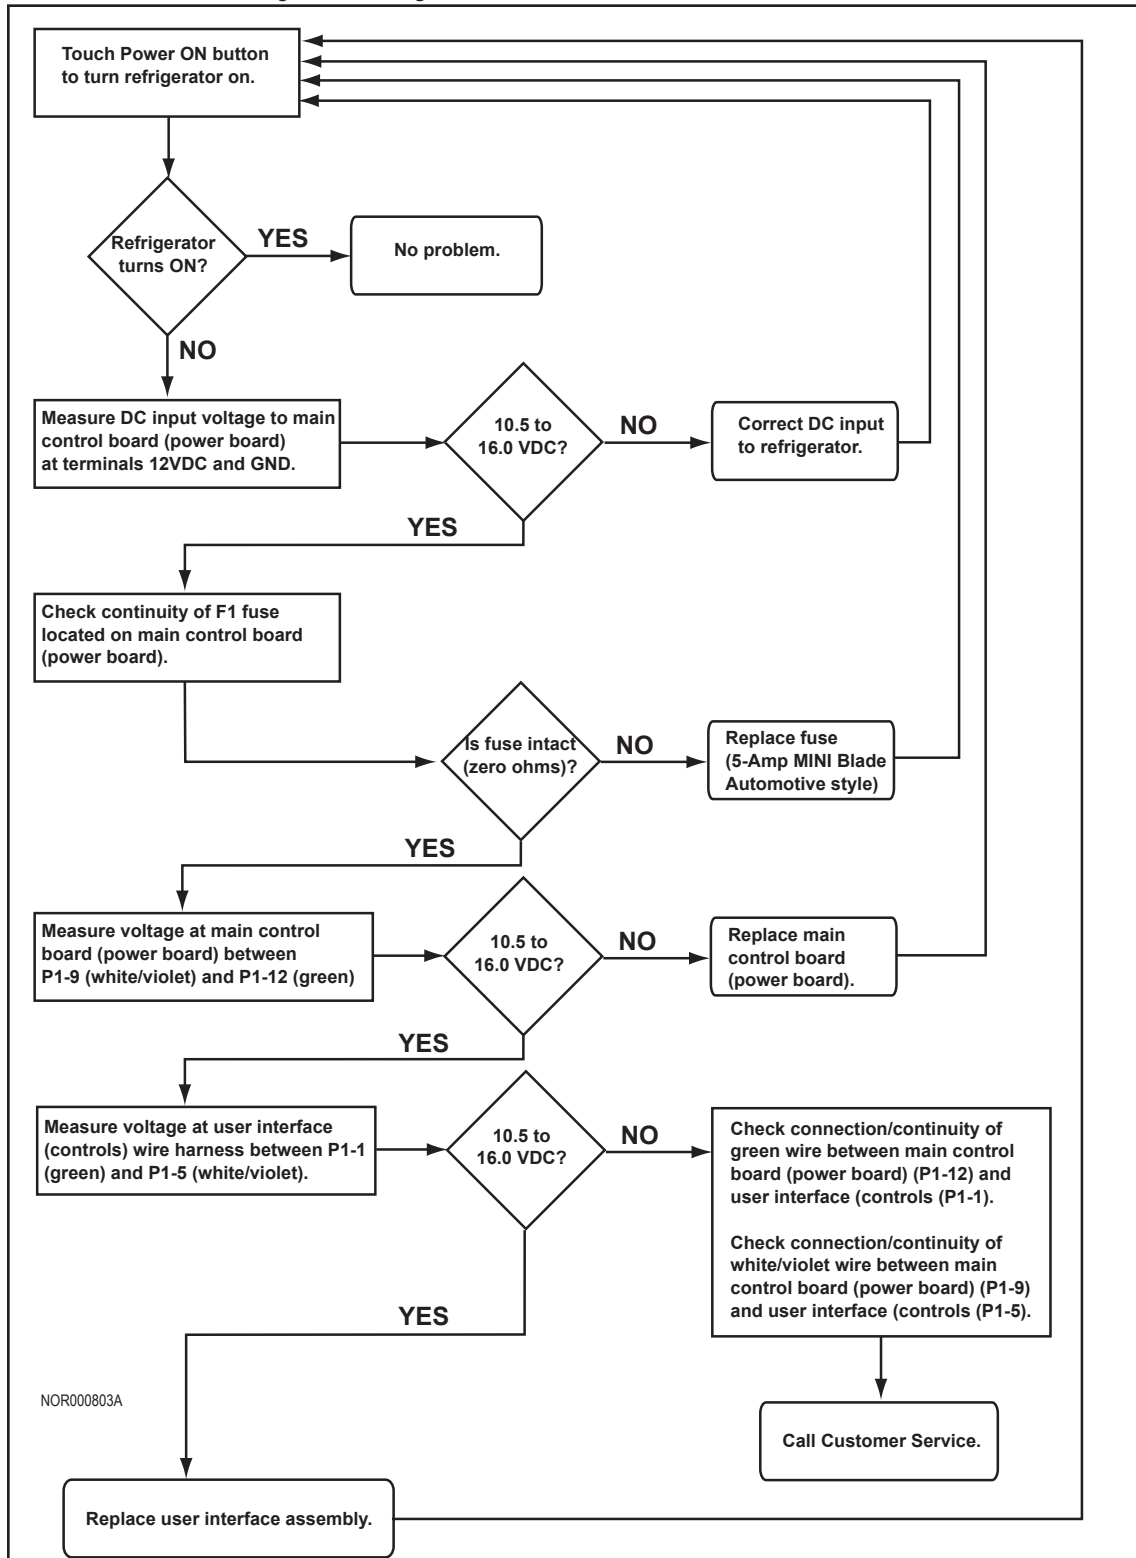 Touch Power ON button
to turn refrigerator on.
Refrigerator
turns ON?
YES
No problem.
NO
Measure DC input voltage to main
control board (power board)
at terminals 12VDC and GND.
10.5 to
16.0 VDC?
NO
Correct DC input
to refrigerator.
YES
Check continuity of F1 fuse
located on main control board
(power board).
Is fuse intact
(zero ohms)?
NO
Replace fuse
(5-Amp MINI Blade
Automotive style)
YES
Measure voltage at main control
board (power board) between
P1-9 (white/violet) and P1-12 (green)
10.5 to
16.0 VDC?
NO
Replace main
control board
(power board).
YES
Measure voltage at user interface
(controls) wire harness between P1-1
(green) and P1-5 (white/violet).
10.5 to
16.0 VDC?
NO
Check connection/continuity of
green wire between main control
board (power board) (P1-12) and
user interface (controls (P1-1).
Check connection/continuity of
white/violet wire between main
control board (power board) (P1-9)
and user interface (controls (P1-5).
YES
NOR000803A
Call Customer Service.
Replace user interface assembly.